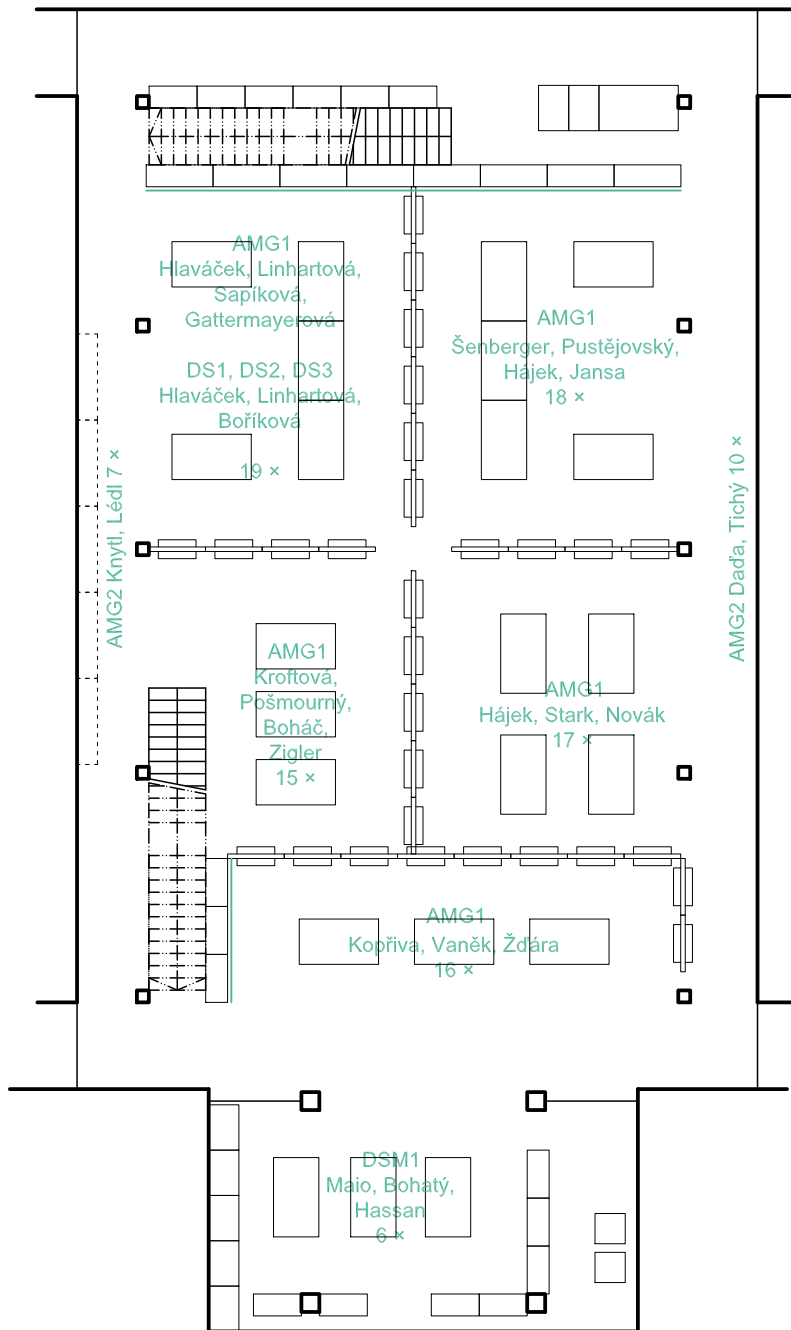 AMG1
Hlaváček, Linhartová,
Sapíková,
Gattermayerová
DS1, DS2, DS3
Hlaváček, Linhartová,
Boříková
19 ×
AMG1
Šenberger, Pustějovský,
Hájek, Jansa
18 ×
AMG2 Knytl, Lédl 7 ×
AMG2 Daďa, Tichý 10 ×
AMG1
Kroftová,
Pošmourný,
Boháč,
Zigler
15 ×
AMG1
Hájek, Stark, Novák
17 ×
AMG1
Kopřiva, Vaněk, Žďára
16 ×
DSM1
Maio, Bohatý,
Hassan
6 ×